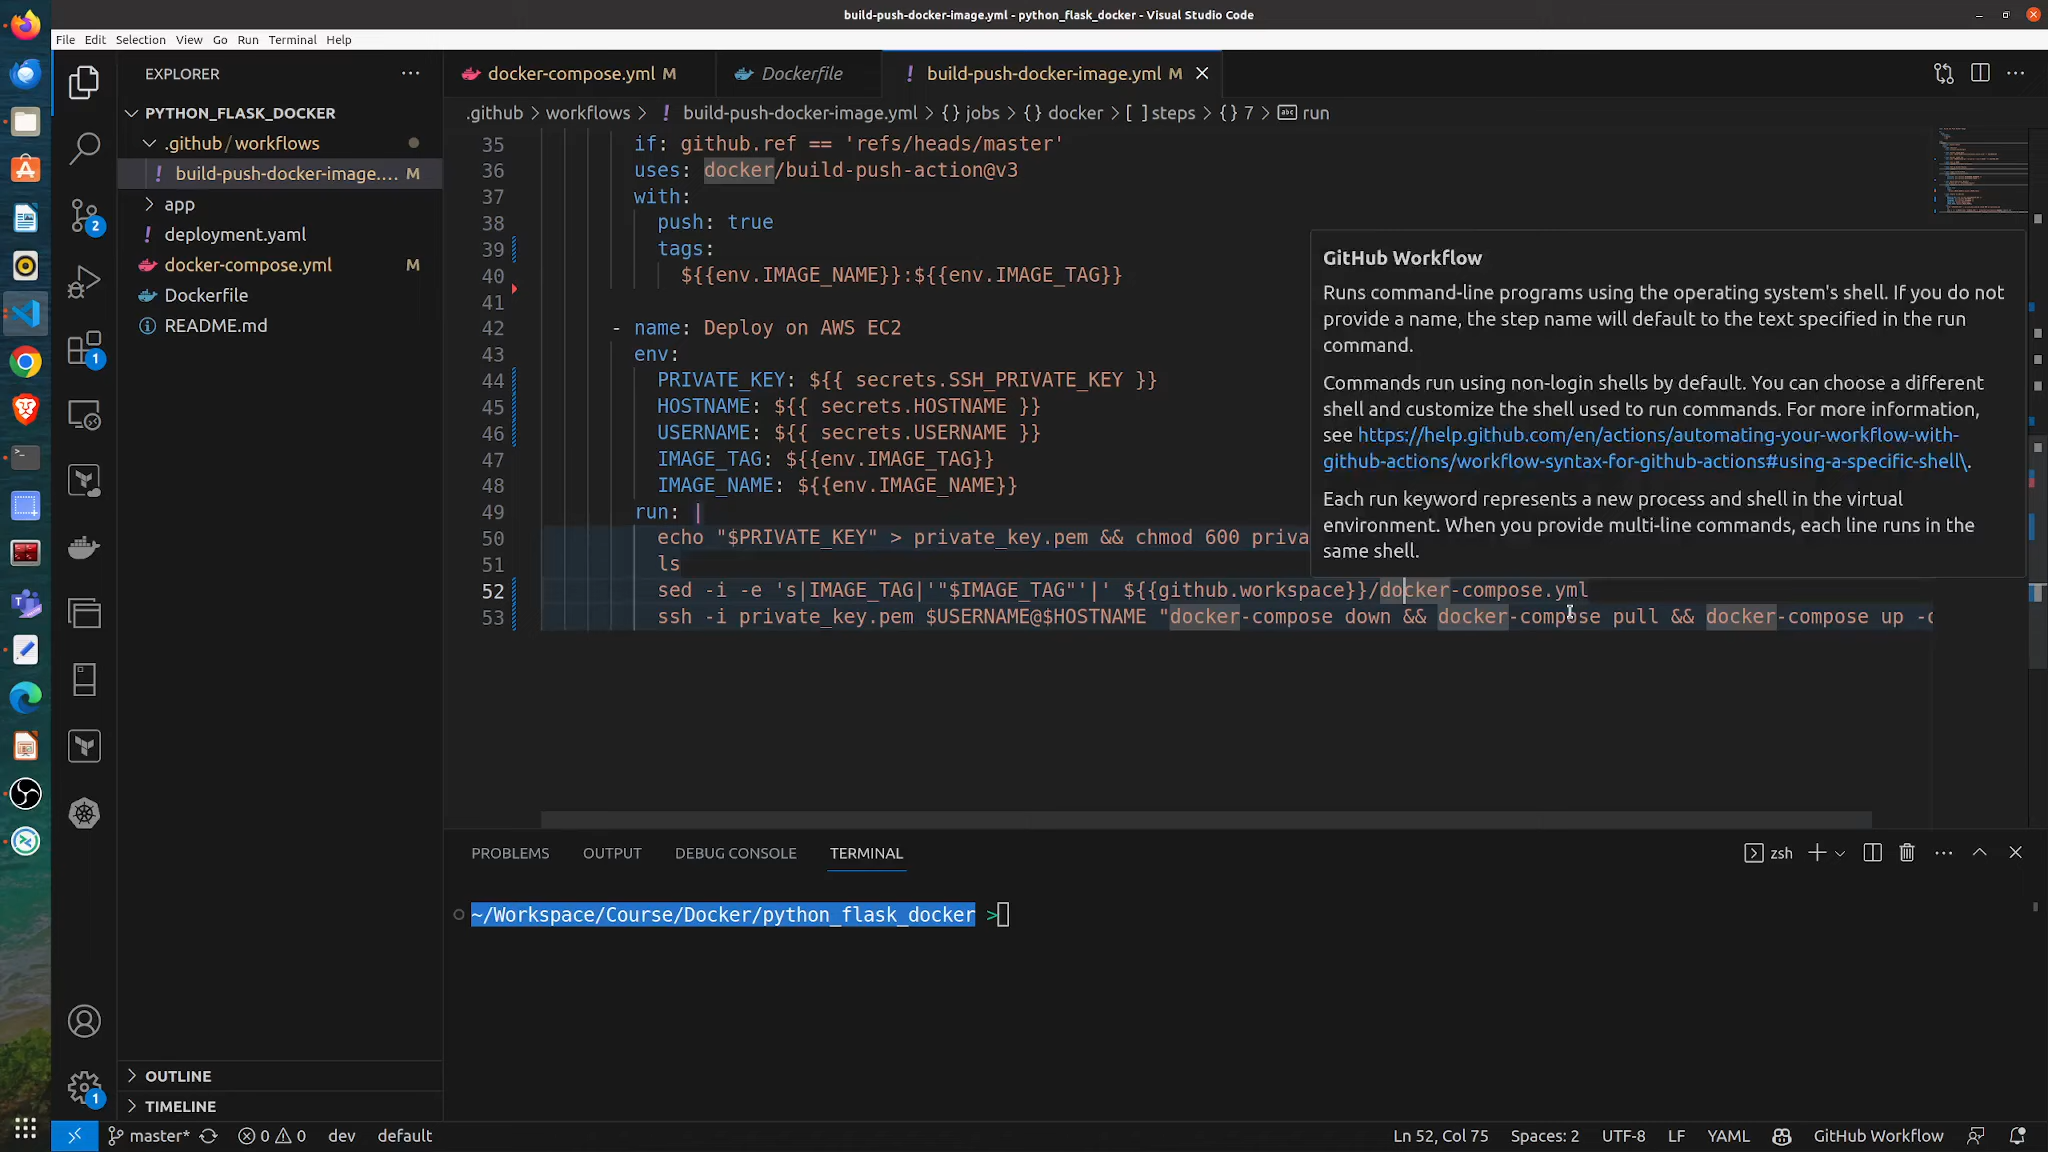 build-push-docker-image.yml - python_flask_docker - Visual Studio Code
File Edit Selection View Go Run Terminal Help
EXPLORER
PYTHON_FLASK_DOCKER
.github / workflows
! build-push-docker-image.... M
app
! deployment.yaml
docker-compose.yml M
Dockerfile
README.md
OUTLINE
TIMELINE
2
1
1
docker-compose.yml M
Dockerfile
! build-push-docker-image.yml M
.github > workflows > ! build-push-docker-image.yml > {} jobs > {} docker > [ ] steps > {} 7 > abc run
35 if: github.ref == 'refs/heads/master'
36 uses: docker/build-push-action@v3
37 with:
38 push: true
39 tags:
40 ${{env.IMAGE_NAME}}:${{env.IMAGE_TAG}}
41
42 - name: Deploy on AWS EC2
43 env:
44 PRIVATE_KEY: ${{ secrets.SSH_PRIVATE_KEY }}
45 HOSTNAME: ${{ secrets.HOSTNAME }}
46 USERNAME: ${{ secrets.USERNAME }}
47 IMAGE_TAG: ${{env.IMAGE_TAG}}
48 IMAGE_NAME: ${{env.IMAGE_NAME}}
49 run: |
50 echo "$PRIVATE_KEY" > private_key.pem && chmod 600 priva
51 ls
52 sed -i -e 's|IMAGE_TAG|'"$IMAGE_TAG"'|' ${{github.workspace}}/docker-compose.yml
53 ssh -i private_key.pem $USERNAME@$HOSTNAME "docker-compose down && docker-compose pull && docker-compose up -d
GitHub Workflow
Runs command-line programs using the operating system's shell. If you do not
provide a name, the step name will default to the text specified in the run
command.
Commands run using non-login shells by default. You can choose a different
shell and customize the shell used to run commands. For more information,
see https://help.github.com/en/actions/automating-your-workflow-with-
github-actions/workflow-syntax-for-github-actions#using-a-specific-shell\.
Each run keyword represents a new process and shell in the virtual
environment. When you provide multi-line commands, each line runs in the
same shell.
PROBLEMS OUTPUT DEBUG CONSOLE TERMINAL
zsh
~/Workspace/Course/Docker/python_flask_docker >
master* 0 0 dev default
Ln 52, Col 75 Spaces: 2 UTF-8 LF YAML GitHub Workflow